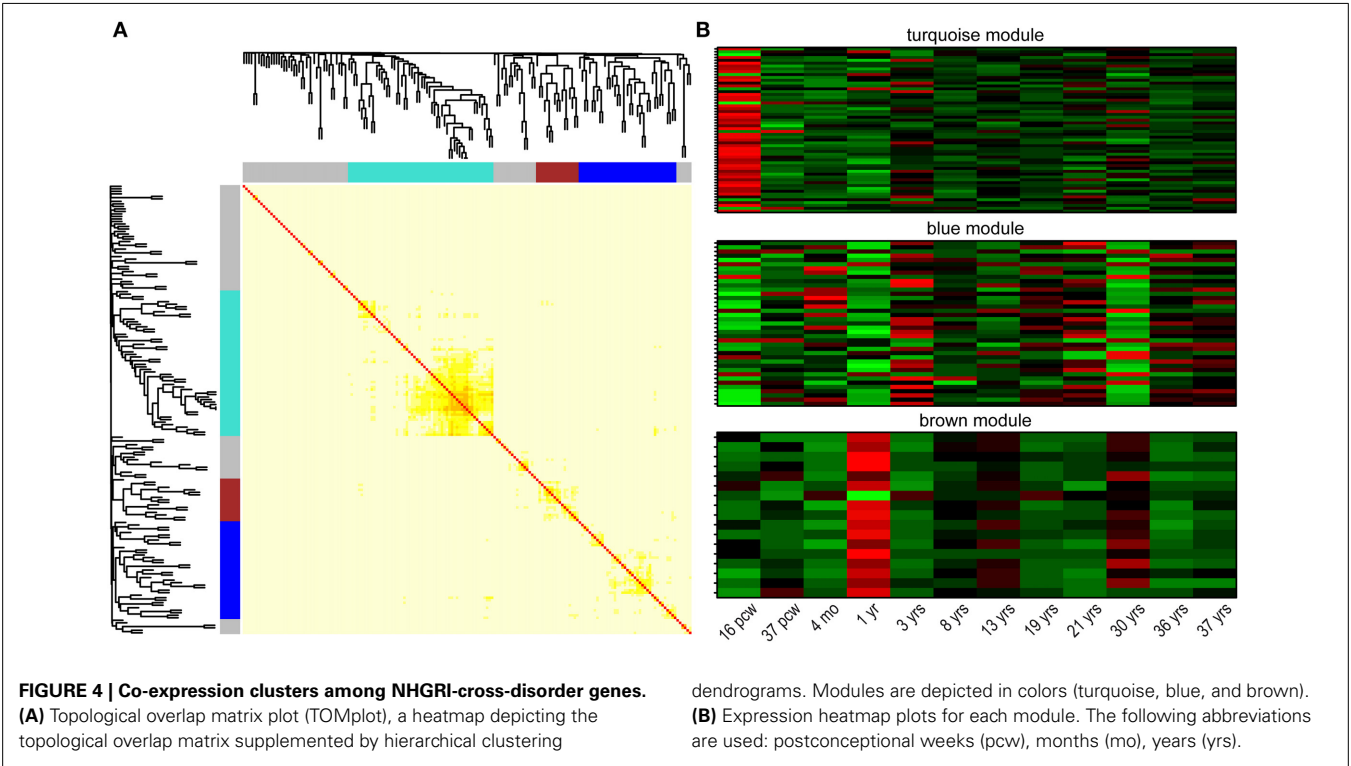 A
B
turquoise module
blue module
brown module
16 pcw
37 pcw
4 mo
1 yr
3 yrs
8 yrs
13 yrs
19 yrs
21 yrs
30 yrs
36 yrs
37 yrs
FIGURE 4 | Co-expression clusters among NHGRI-cross-disorder genes.
(A) Topological overlap matrix plot (TOMplot), a heatmap depicting the
topological overlap matrix supplemented by hierarchical clustering
dendrograms. Modules are depicted in colors (turquoise, blue, and brown).
(B) Expression heatmap plots for each module. The following abbreviations
are used: postconceptional weeks (pcw), months (mo), years (yrs).